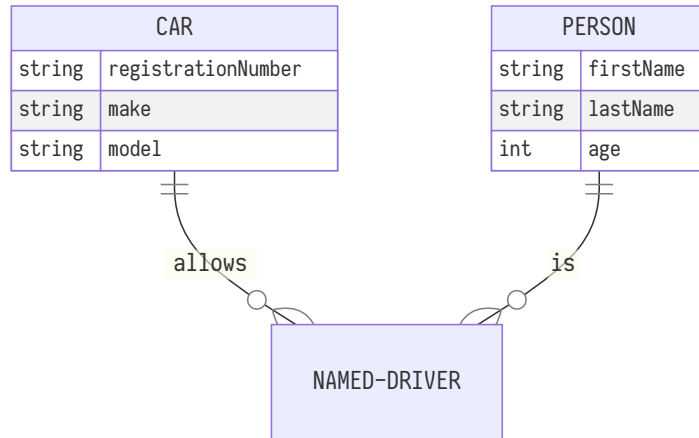 CAR
string registrationNumber
string make
string model
PERSON
string firstName
string lastName
int age
allows
is
NAMED-DRIVER